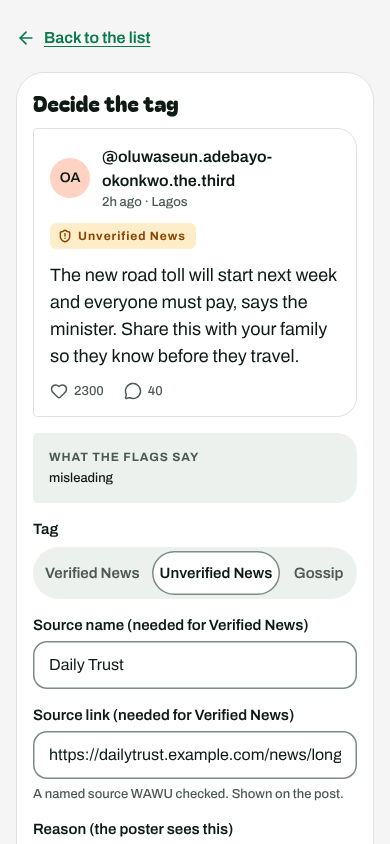 Back to the list
Decide the tag
OA
@oluwaseun.adebayo-
okonkwo.the.third
2h ago · Lagos
Unverified News
The new road toll will start next week
and everyone must pay, says the
minister. Share this with your family
so they know before they travel.
2300 40
WHAT THE FLAGS SAY
misleading
Tag
Verified News Unverified News Gossip
Source name (needed for Verified News)
Daily Trust
Source link (needed for Verified News)
https://dailytrust.example.com/news/long
A named source WAWU checked. Shown on the post.
Reason (the poster sees this)